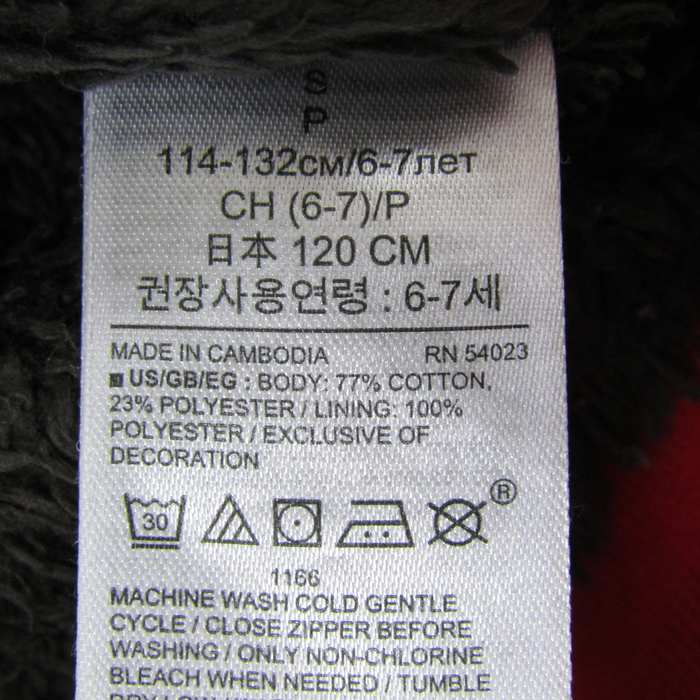 S
P
114-132см/6-7лет
CH (6-7)/P
日本 120 CM
권장사용연령 : 6-7세
MADE IN CAMBODIA RN 54023
US/GB/EG : BODY: 77% COTTON,
23% POLYESTER / LINING: 100%
POLYESTER / EXCLUSIVE OF
DECORATION
30
®
1166
MACHINE WASH COLD GENTLE
CYCLE / CLOSE ZIPPER BEFORE
WASHING / ONLY NON-CHLORINE
BLEACH WHEN NEEDED / TUMBLE